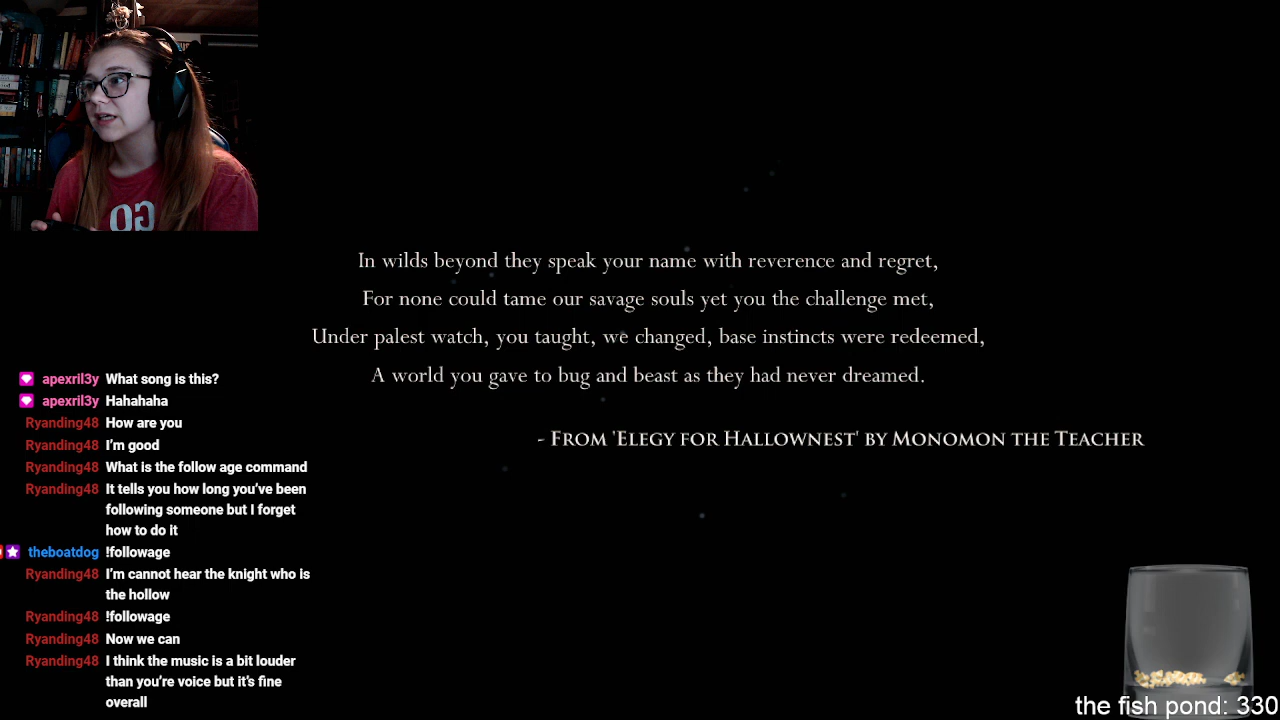 GO
In wilds beyond they speak your name with reverence and regret,
For none could tame our savage souls yet you the challenge met,
Under palest watch, you taught, we changed, base instincts were redeemed,
A world you gave to bug and beast as they had never dreamed.
- From 'Elegy for Hallownest' by Monomon the Teacher
apexril3y What song is this?
apexril3y Hahahaha
Ryanding48 How are you
Ryanding48 I'm good
Ryanding48 What is the follow age command
Ryanding48 It tells you how long you've been
following someone but I forget
how to do it
theboatdog !followage
Ryanding48 I'm cannot hear the knight who is
the hollow
Ryanding48 !followage
Ryanding48 Now we can
Ryanding48 I think the music is a bit louder
than you're voice but it's fine
overall
the fish pond: 330